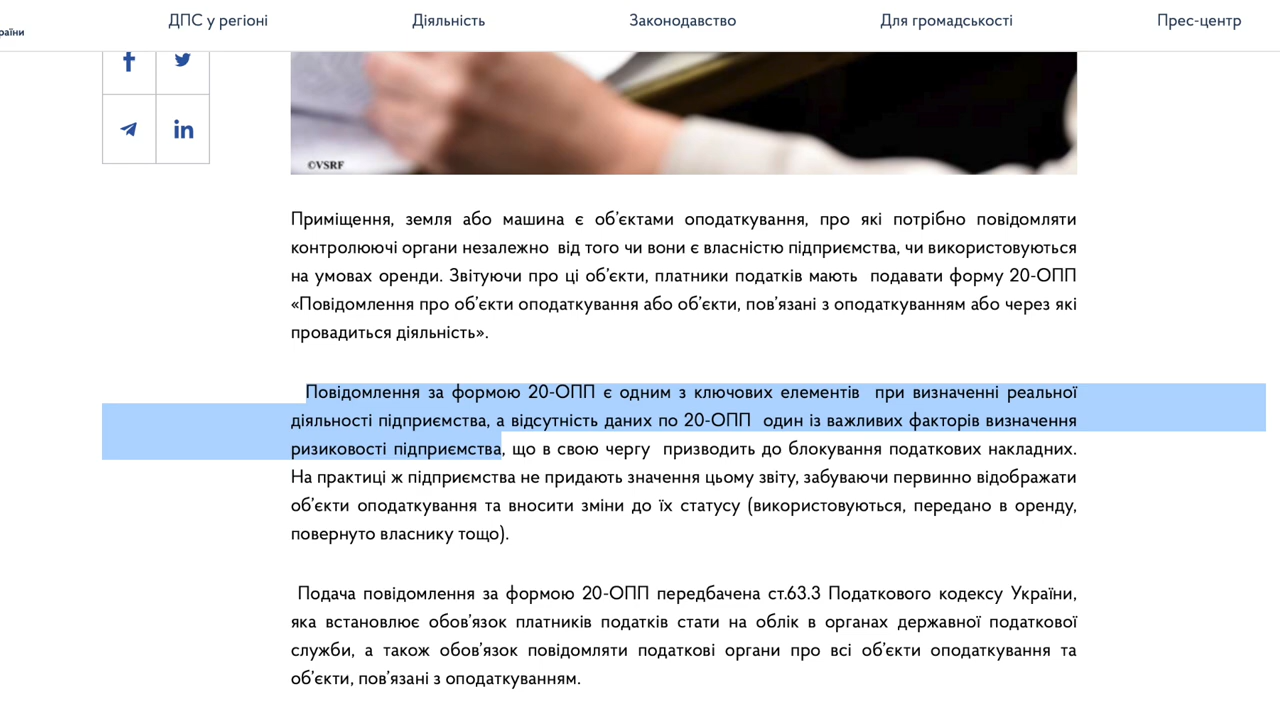 ДПС у регіоні Діяльність Законодавство Для громадськості Прес-центр
раїни
©VSRF
Приміщення, земля або машина є об’єктами оподаткування, про які потрібно повідомляти
контролюючі органи незалежно від того чи вони є власністю підприємства, чи використовуються
на умовах оренди. Звітуючи про ці об’єкти, платники податків мають подавати форму 20-ОПП
«Повідомлення про об’єкти оподаткування або об’єкти, пов’язані з оподаткуванням або через які
провадиться діяльність».
Повідомлення за формою 20-ОПП є одним з ключових елементів при визначенні реальної
діяльності підприємства, а відсутність даних по 20-ОПП один із важливих факторів визначення
ризиковості підприємства, що в свою чергу призводить до блокування податкових накладних.
На практиці ж підприємства не придають значення цьому звіту, забуваючи первинно відображати
об’єкти оподаткування та вносити зміни до їх статусу (використовуються, передано в оренду,
повернуто власнику тощо).
Подача повідомлення за формою 20-ОПП передбачена ст.63.3 Податкового кодексу України,
яка встановлює обов’язок платників податків стати на облік в органах державної податкової
служби, а також обов’язок повідомляти податкові органи про всі об’єкти оподаткування та
об’єкти, пов’язані з оподаткуванням.